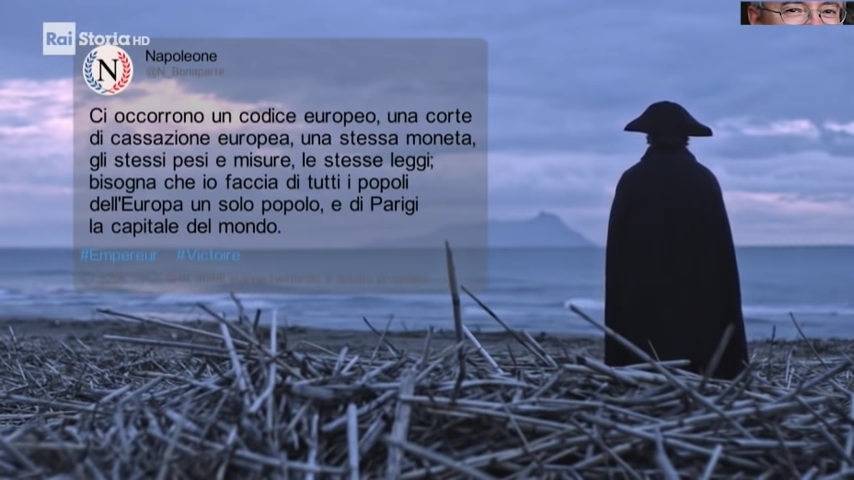 Rai Storia HD
Napoleone
@N_Bonaparte
N
Ci occorrono un codice europeo, una corte
di cassazione europea, una stessa moneta,
gli stessi pesi e misure, le stesse leggi;
bisogna che io faccia di tutti i popoli
dell'Europa un solo popolo, e di Parigi
la capitale del mondo.
#Empereur #Victoire